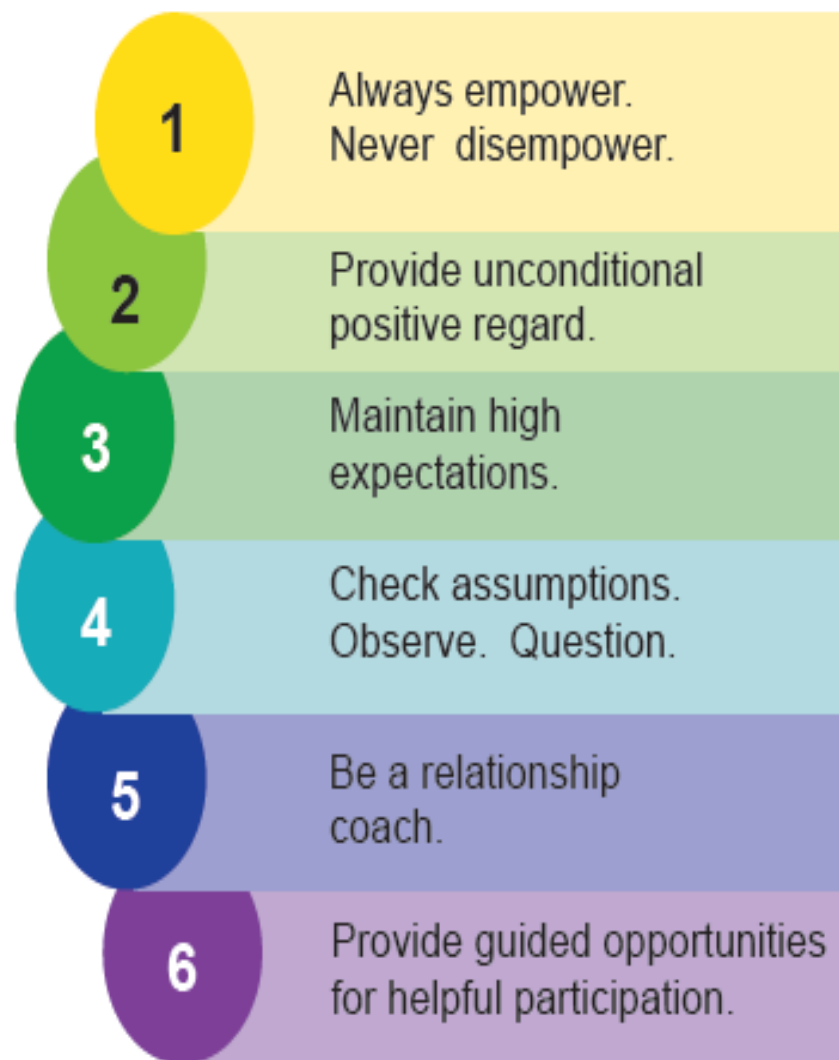 1
Always empower.
Never disempower.
2
Provide unconditional
positive regard.
3
Maintain high
expectations.
4
Check assumptions.
Observe. Question.
5
Be a relationship
coach.
6
Provide guided opportunities
for helpful participation.